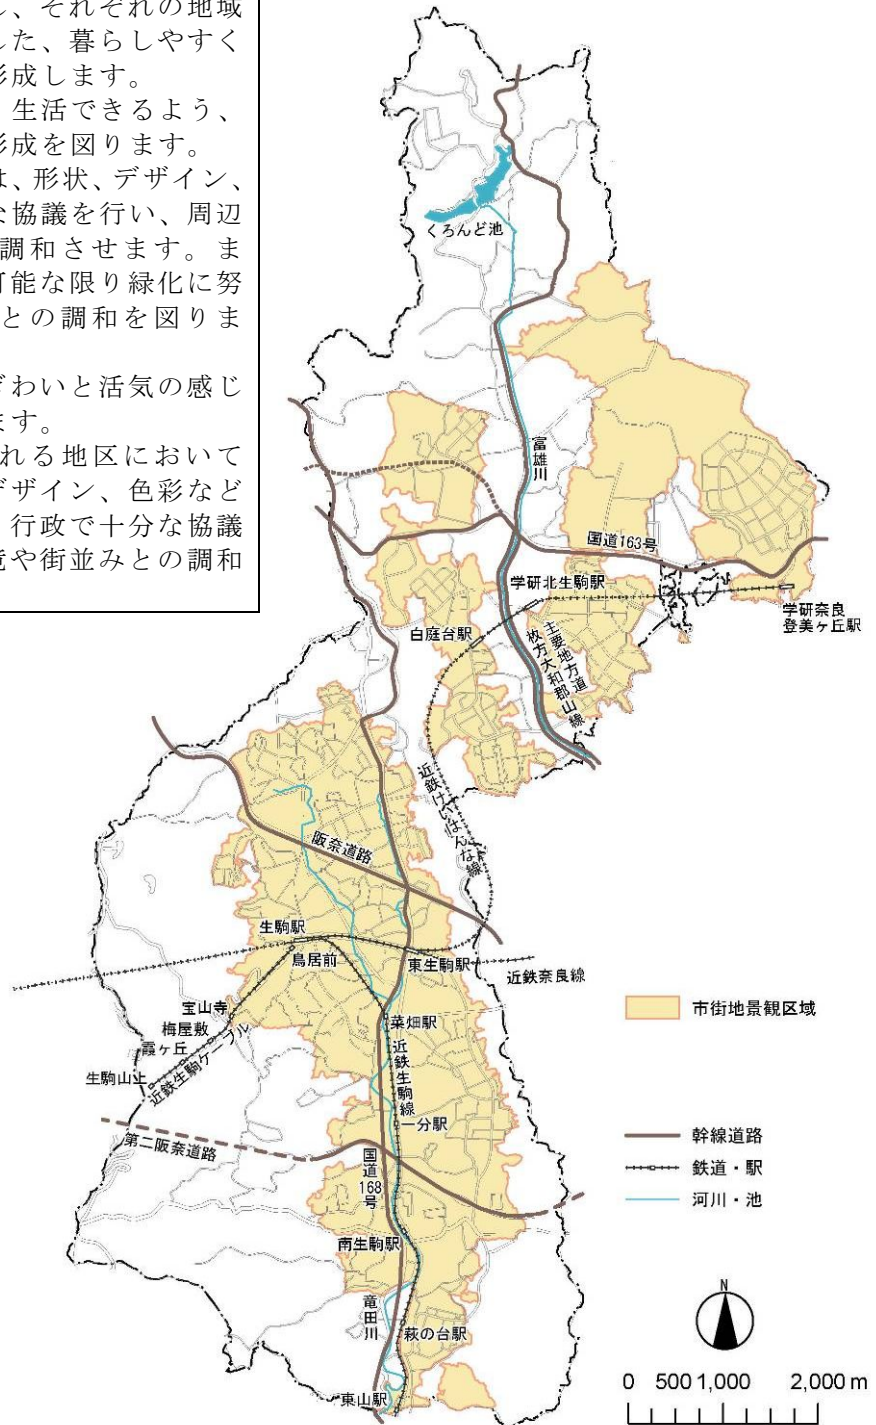 し、それぞれの地域
した、暮らしやすく
形成します。
生活できるよう、
形成を図ります。
は、形状、デザイン、
な協議を行い、周辺
調和させます。ま
可能な限り緑化に努
との調和を図りま
ぎわいと活気の感じ
ます。
れる地区において
デザイン、色彩など
行政で十分な協議
境や街並みとの調和
くろんど池
富雄川
国道163号
学研北生駒駅
学研奈良
登美ヶ丘駅
白庭台駅
主要地方道
枚方大和郡山線
近鉄けいはんな線
阪奈道路
生駒駅
鳥居前
東生駒駅
近鉄奈良線
宝山寺
梅屋敷
霞ヶ丘
生駒山上
近鉄生駒ケーブル
菜畑駅
近鉄生駒線
一分駅
第二阪奈道路
国道168号
南生駒駅
竜田川
萩の台駅
東山駅
市街地景観区域
幹線道路
鉄道・駅
河川・池
N
0 500 1,000 2,000 m